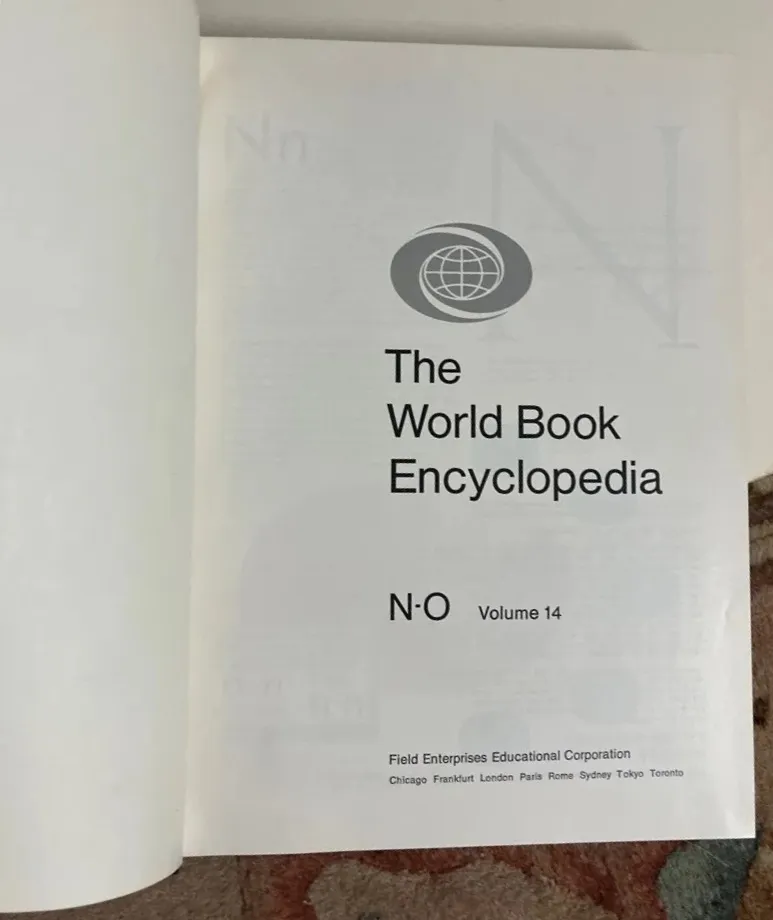 The
World Book
Encyclopedia
N·O Volume 14
Field Enterprises Educational Corporation
Chicago Frankfurt London Paris Rome Sydney Tokyo Toronto